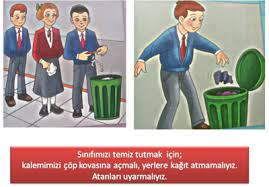 Sınıfımızı temiz tutmak için;
kalemimizi çöp kovasına açmalı, yerlere kağıt atmamalıyız.
Atanları uyarmalıyız.